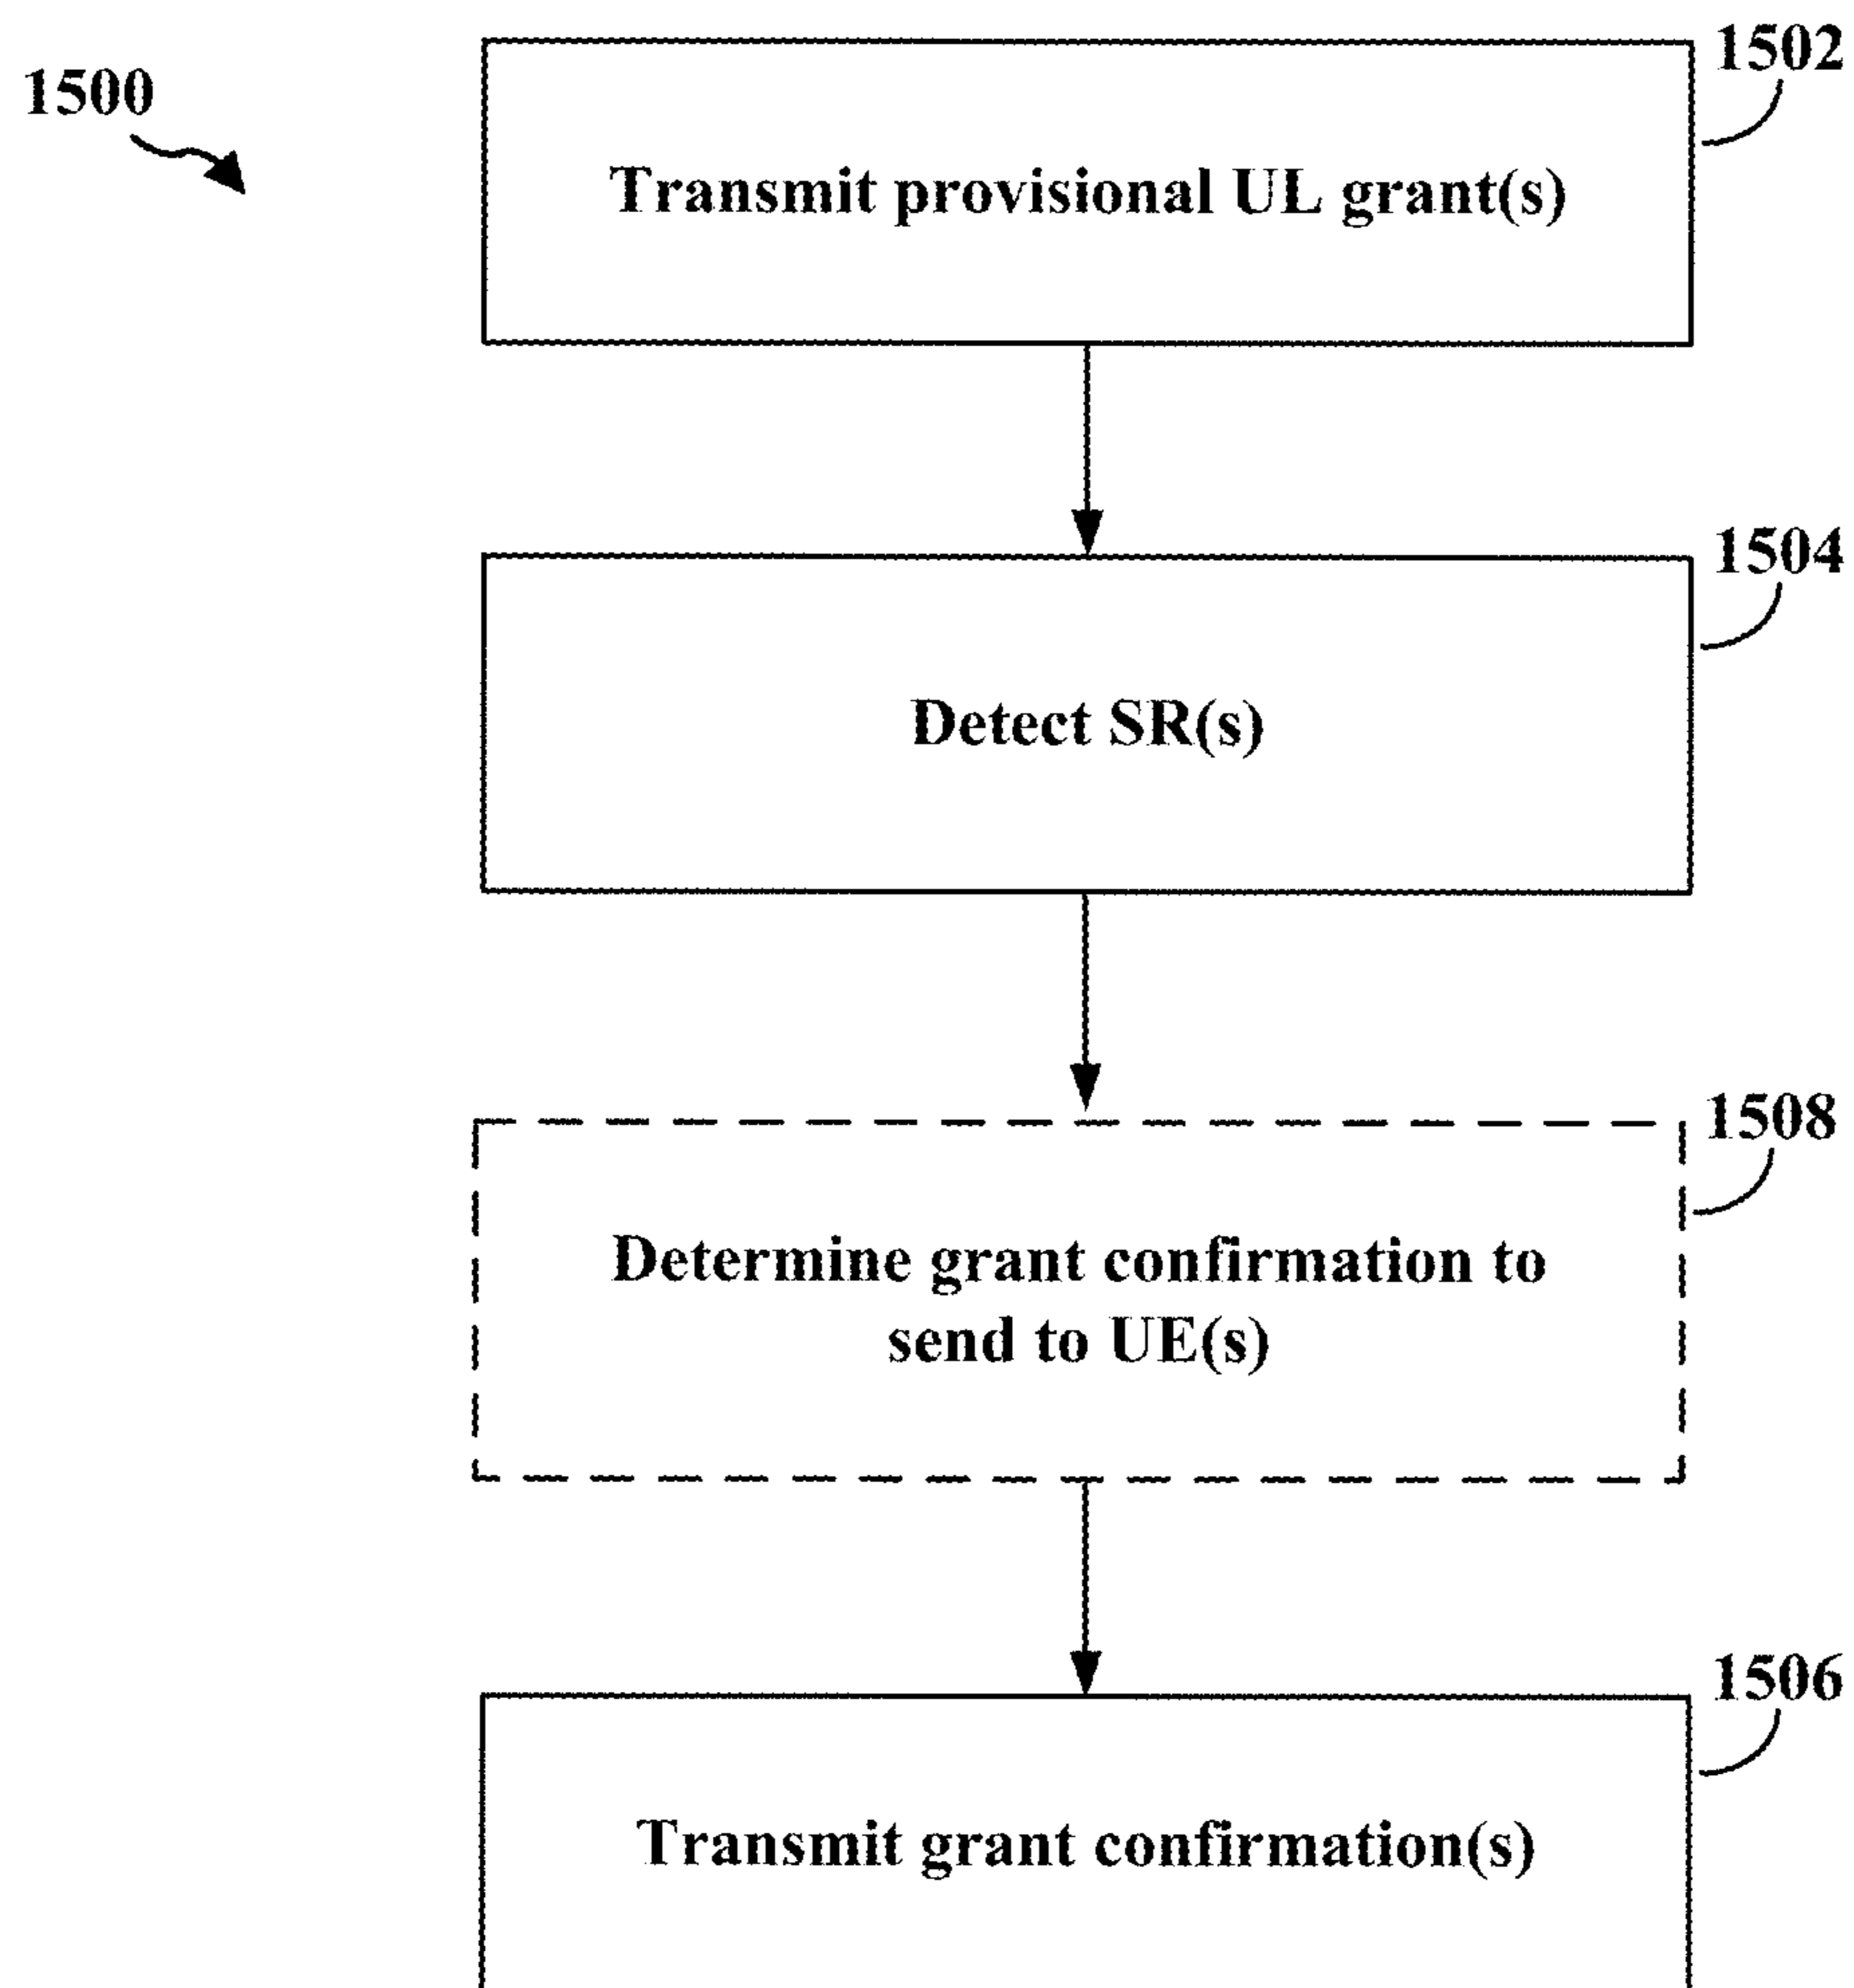 1500
1502
Transmit provisional UL grant(s)
1504
Detect SR(s)
1508
Determine grant confirmation to
send to UE(s)
1506
Transmit grant confirmation(s)